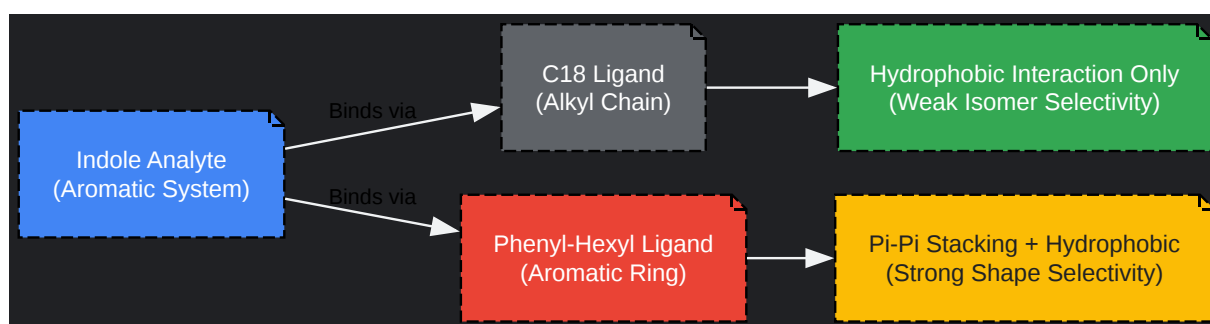 Indole Analyte
(Aromatic System)
Binds via
C18 Ligand
(Alkyl Chain)
Hydrophobic Interaction Only
(Weak Isomer Selectivity)
Binds via
Phenyl-Hexyl Ligand
(Aromatic Ring)
Pi-Pi Stacking + Hydrophobic
(Strong Shape Selectivity)